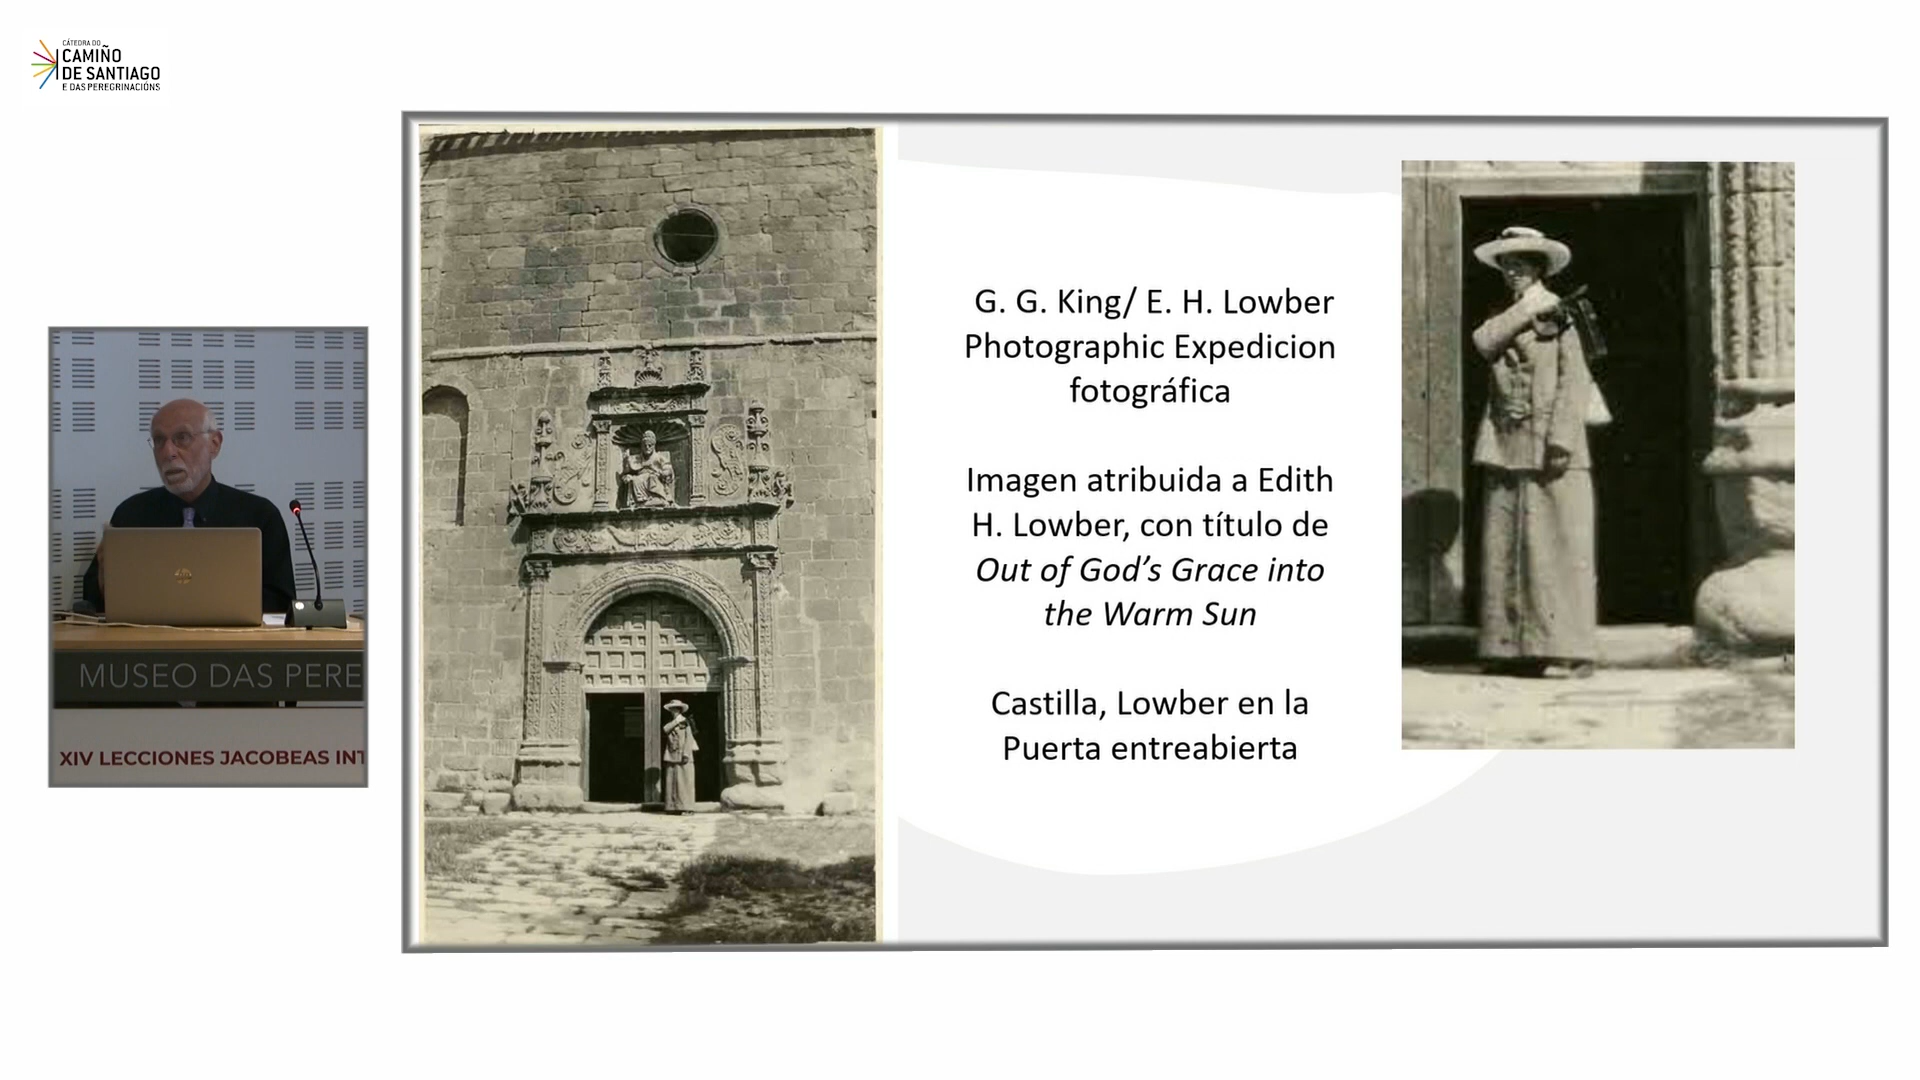 CÁTEDRA DO
CAMIÑO
DE SANTIAGO
E DAS PEREGRINACIÓNS
G. G. King/ E. H. Lowber
Photographic Expedicion
fotográfica
Imagen atribuida a Edith
H. Lowber, con título de
Out of God’s Grace into
the Warm Sun
Castilla, Lowber en la
Puerta entreabierta
MUSEO DAS PERE
XIV LECCIONES JACOBEAS INT